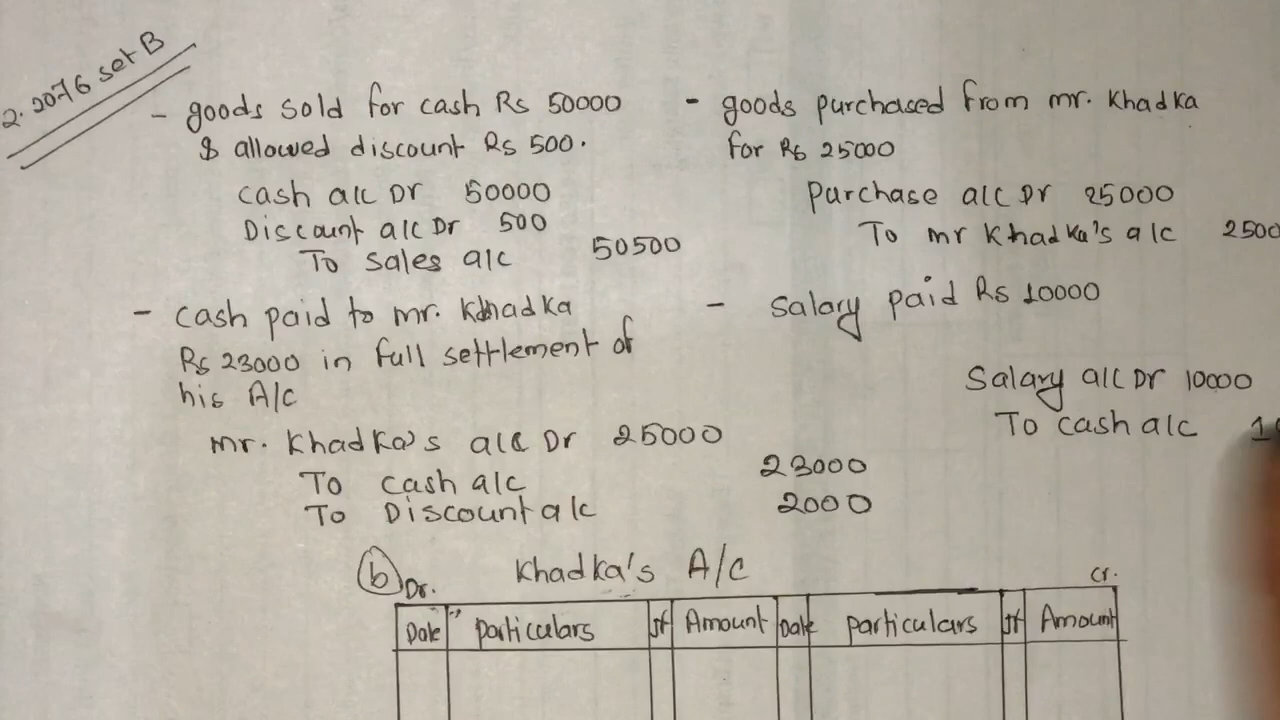 2. 2076 set B
- goods sold for cash Rs 50000
& allowed discount Rs 500.
cash a/c Dr 50000
Discount a/c Dr 500
To sales a/c 50500
- goods purchased from mr. Khadka
for Rs 25000
Purchase a/c Dr 25000
To mr Khadka's a/c 2500
- cash paid to mr. Khadka
Rs 23000 in full settlement of
his A/C
mr. Khadka's a/c Dr 25000
To cash a/c 23000
To Discount a/c 2000
- Salary paid Rs 10000
Salary a/c Dr 10000
To cash a/c 1
(b) Khadka's A/C
Dr. Cr.
Date particulars Jf Amount Date particulars Jf Amount